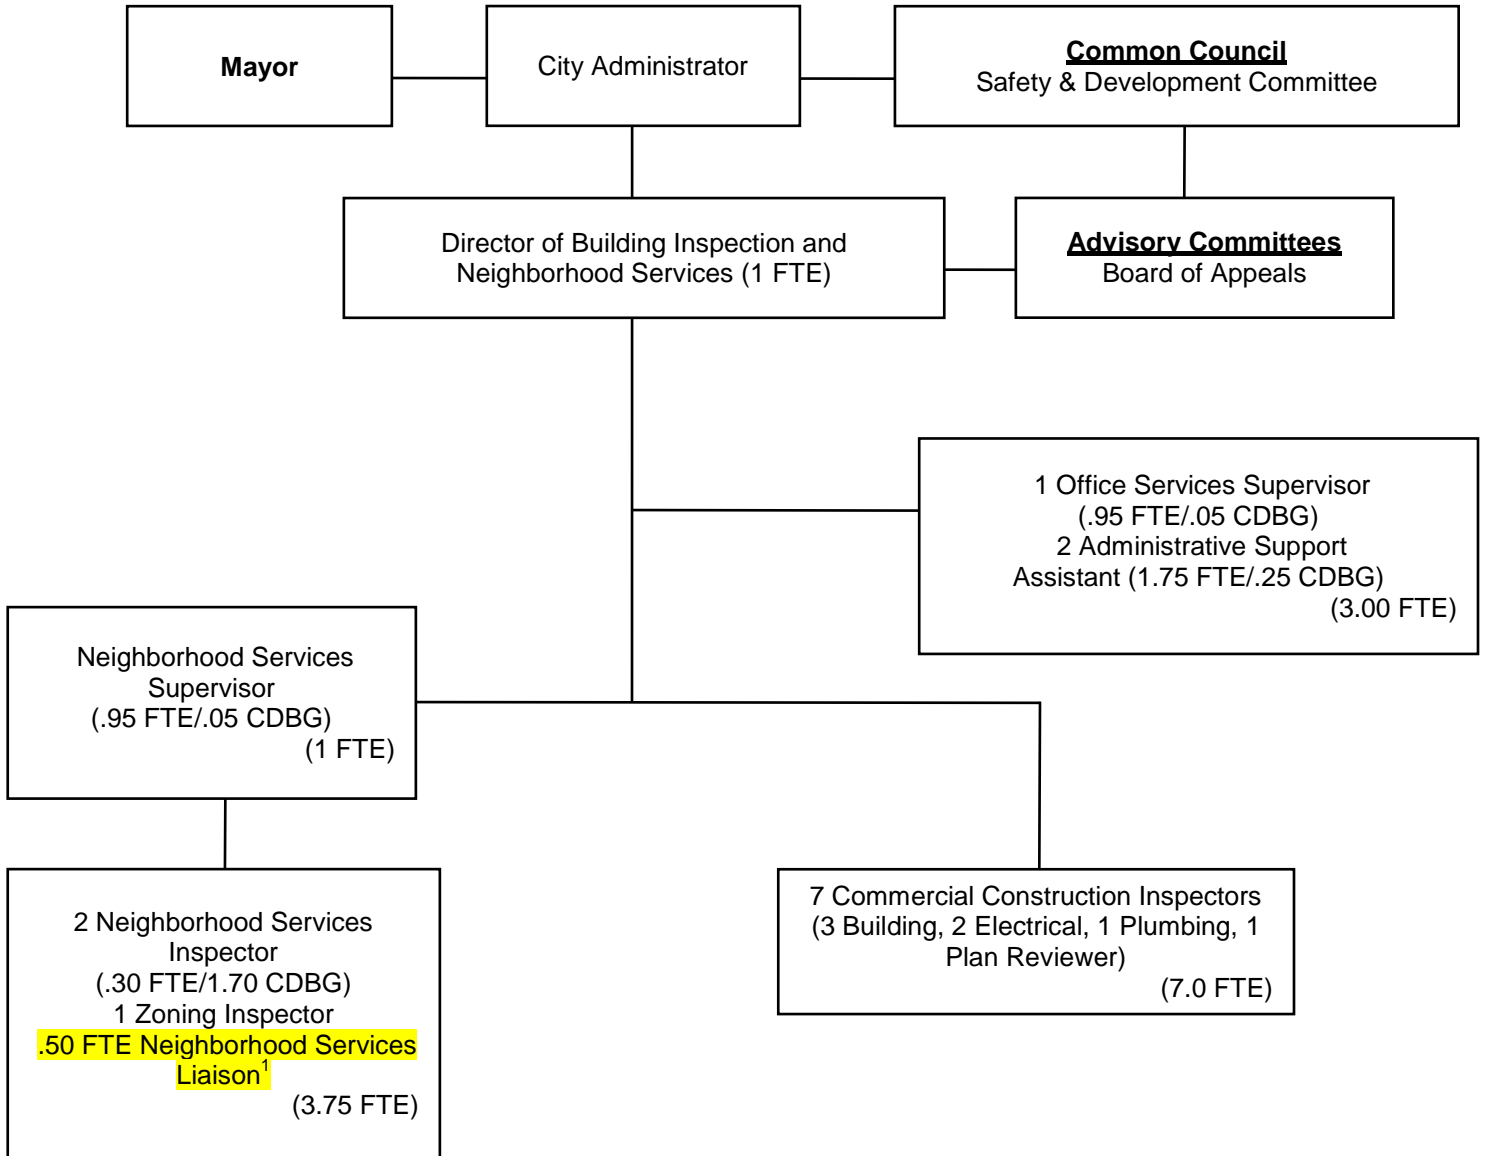 Mayor
City Administrator
Common Council
Safety & Development Committee
Director of Building Inspection and
Neighborhood Services (1 FTE)
Advisory Committees
Board of Appeals
1 Office Services Supervisor
(.95 FTE/.05 CDBG)
2 Administrative Support
Assistant (1.75 FTE/.25 CDBG)
(3.00 FTE)
Neighborhood Services
Supervisor
(.95 FTE/.05 CDBG)
(1 FTE)
2 Neighborhood Services
Inspector
(.30 FTE/1.70 CDBG)
1 Zoning Inspector
.50 FTE Neighborhood Services
Liaison¹
(3.75 FTE)
7 Commercial Construction Inspectors
(3 Building, 2 Electrical, 1 Plumbing, 1
Plan Reviewer)
(7.0 FTE)